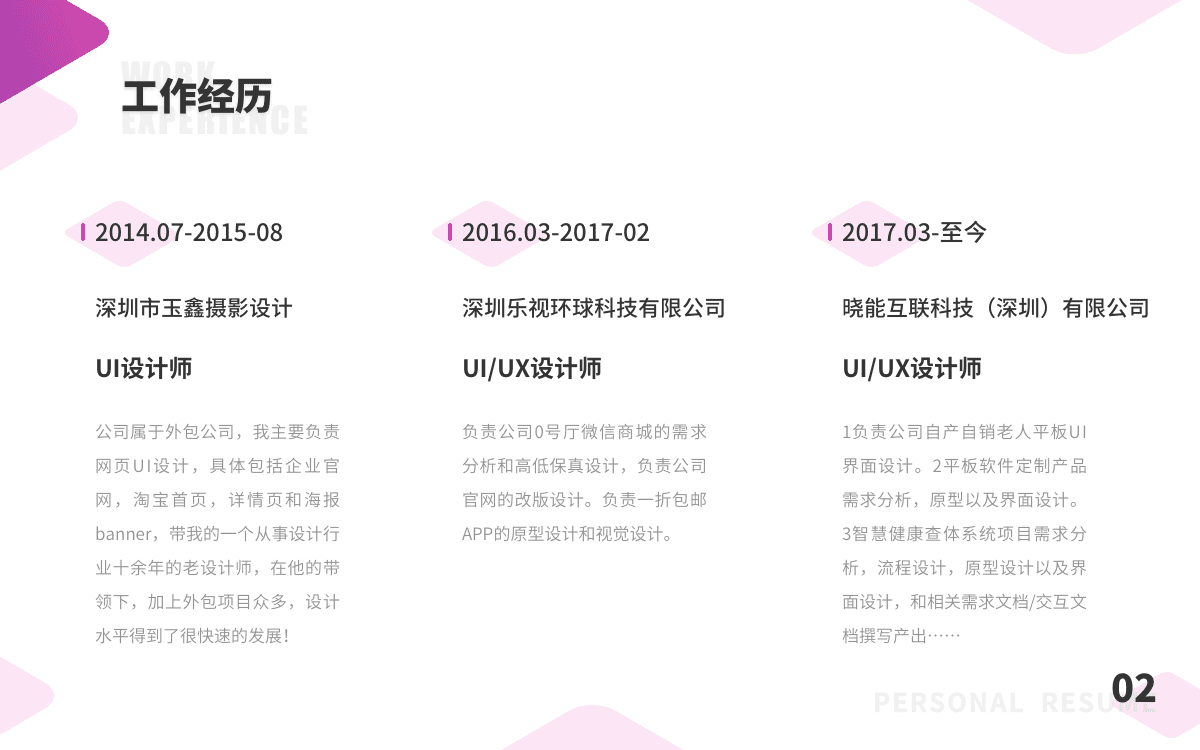 WORK
工作经历
EXPERIENCE
2014.07-2015-08
深圳市玉鑫摄影设计
UI设计师
公司属于外包公司，我主要负责
网页UI设计，具体包括企业官
网，淘宝首页，详情页和海报
banner，带我的一个从事设计行
业十余年的老设计师，在他的带
领下，加上外包项目众多，设计
水平得到了很快速的发展！
2016.03-2017-02
深圳乐视环球科技有限公司
UI/UX设计师
负责公司0号厅微信商城的需求
分析和高低保真设计，负责公司
官网的改版设计。负责一折包邮
APP的原型设计和视觉设计。
2017.03-至今
晓能互联科技（深圳）有限公司
UI/UX设计师
1负责公司自产自销老人平板UI
界面设计。2平板软件定制产品
需求分析，原型以及界面设计。
3智慧健康查体系统项目需求分
析，流程设计，原型设计以及界
面设计，和相关需求文档/交互文
档撰写产出……
PERSONAL RESUME
02